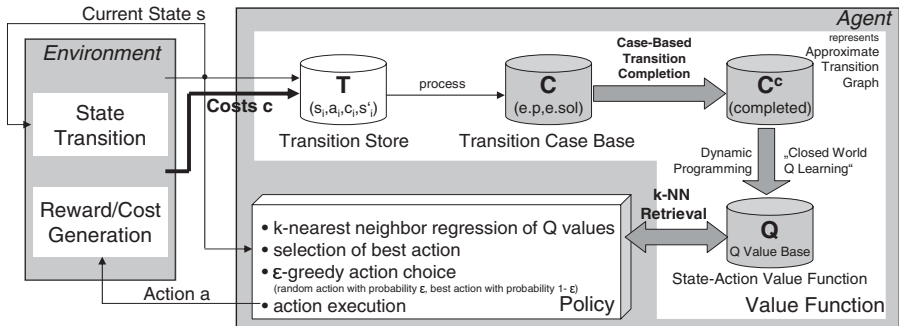 Current State s
Agent
Environment
State
Transition
Reward/Cost
Generation
Costs c
Action a
T
(si,ai,ci,s‘i)
Transition Store
process
C
(e.p,e.sol)
Transition Case Base
Case-Based
Transition
Completion
Cc
(completed)
represents
Approximate
Transition
Graph
Dynamic
Programming
„Closed World
Q Learning“
k-NN
Retrieval
Q
Q Value Base
State-Action Value Function
Value Function
• k-nearest neighbor regression of Q values
• selection of best action
• ε-greedy action choice
(random action with probability ε, best action with probability 1- ε)
• action execution
Policy